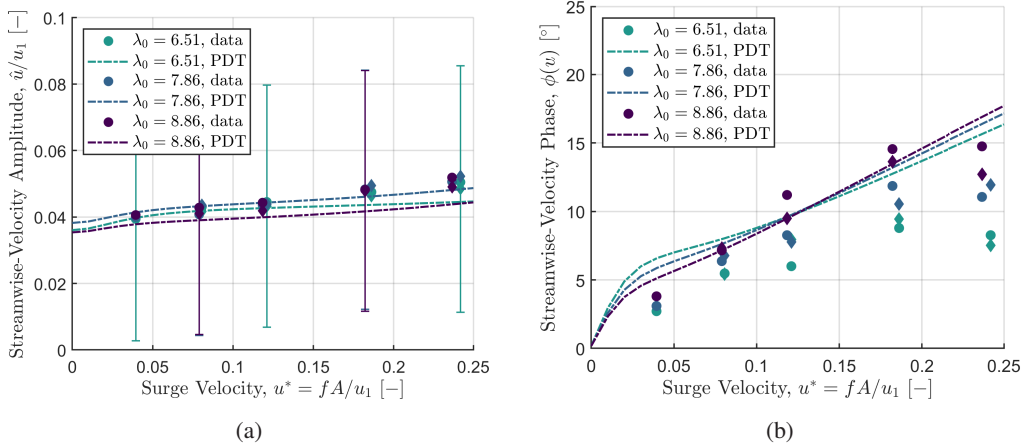 Streamwise-Velocity Amplitude, û/u₁ [−]
0.1
0.08
0.06
0.04
0.02
0
λ₀ = 6.51, data
λ₀ = 6.51, PDT
λ₀ = 7.86, data
λ₀ = 7.86, PDT
λ₀ = 8.86, data
λ₀ = 8.86, PDT
0 0.05 0.1 0.15 0.2 0.25
Surge Velocity, u* = fA/u₁ [−]
(a)
Streamwise-Velocity Phase, ϕ(u) [°]
25
20
15
10
5
0
λ₀ = 6.51, data
λ₀ = 6.51, PDT
λ₀ = 7.86, data
λ₀ = 7.86, PDT
λ₀ = 8.86, data
λ₀ = 8.86, PDT
0 0.05 0.1 0.15 0.2 0.25
Surge Velocity, u* = fA/u₁ [−]
(b)